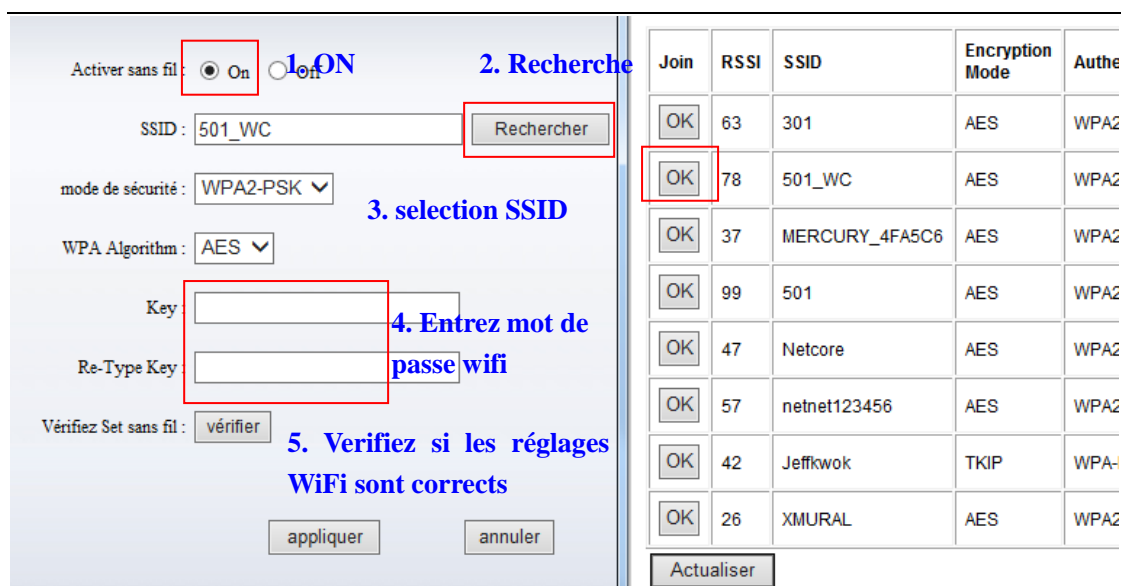 Activer sans fil : On Off
1. ON
2. Recherche
SSID : 501_WC Rechercher
mode de sécurité : WPA2-PSK
3. selection SSID
WPA Algorithm : AES
Key :
4. Entrez mot de
passe wifi
Re-Type Key :
Vérifiez Set sans fil : vérifier
5. Verifiez si les réglages
WiFi sont corrects
appliquer annuler
Join RSSI SSID Encryption Mode Authe
OK 63 301 AES WPA2
OK 78 501_WC AES WPA2
OK 37 MERCURY_4FA5C6 AES WPA2
OK 99 501 AES WPA2
OK 47 Netcore AES WPA2
OK 57 netnet123456 AES WPA2
OK 42 Jeffkwok TKIP WPA-
OK 26 XMURAL AES WPA2
Actualiser